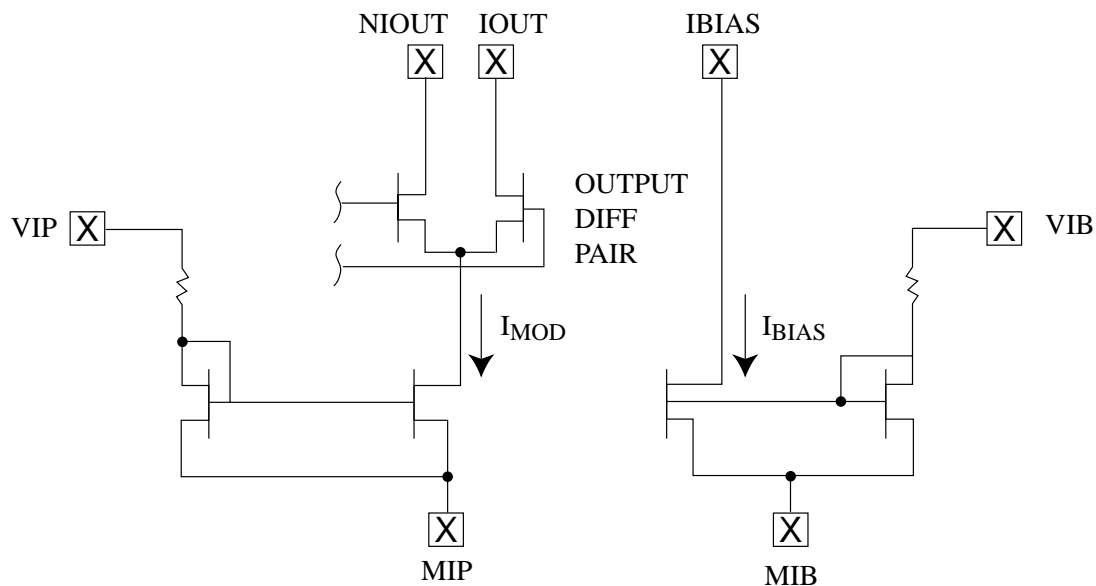 NIOUT IOUT IBIAS
X X X
OUTPUT
DIFF
PAIR
VIP X
X VIB
IMOD
IBIAS
X X
MIP MIB